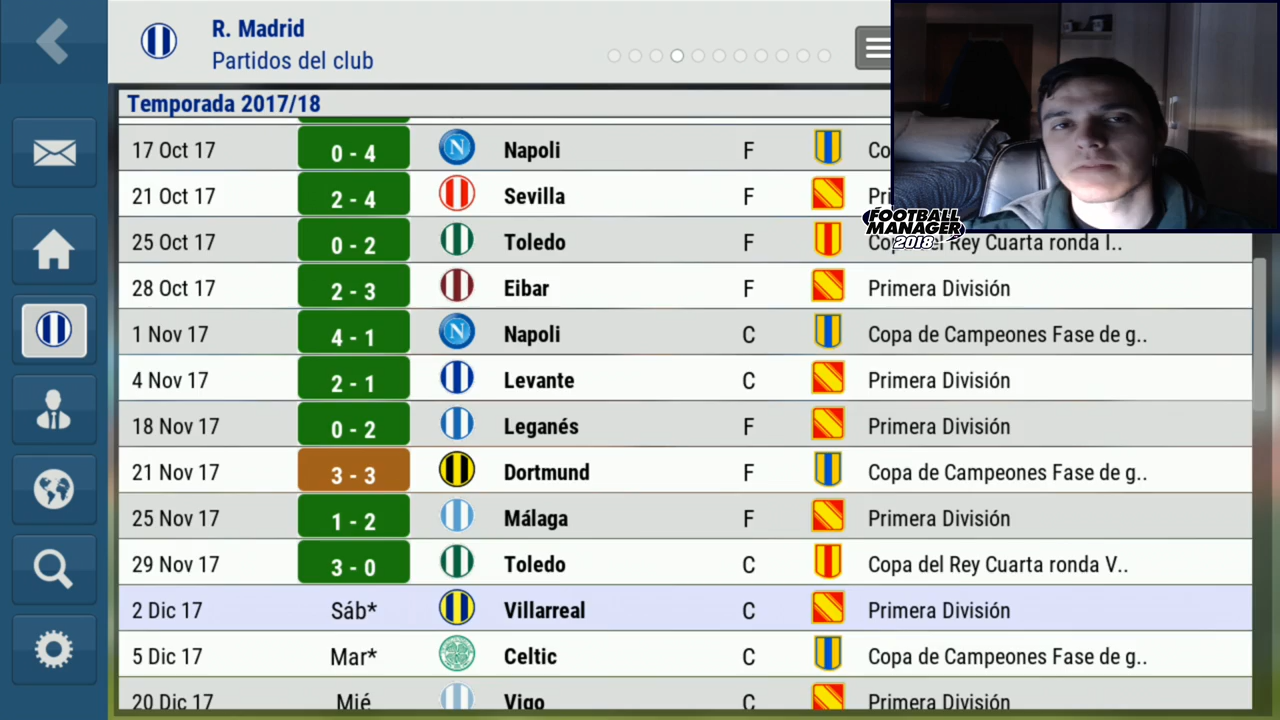 R. Madrid
Partidos del club
Temporada 2017/18
17 Oct 17 0 - 4 N Napoli F Co
21 Oct 17 2 - 4 Sevilla F Pri
25 Oct 17 0 - 2 Toledo F Copa del Rey Cuarta ronda I..
28 Oct 17 2 - 3 Eibar F Primera División
1 Nov 17 4 - 1 N Napoli C Copa de Campeones Fase de g..
4 Nov 17 2 - 1 Levante C Primera División
18 Nov 17 0 - 2 Leganés F Primera División
21 Nov 17 3 - 3 Dortmund F Copa de Campeones Fase de g..
25 Nov 17 1 - 2 Málaga F Primera División
29 Nov 17 3 - 0 Toledo C Copa del Rey Cuarta ronda V..
2 Dic 17 Sáb* Villarreal C Primera División
5 Dic 17 Mar* Celtic C Copa de Campeones Fase de g..
20 Dic 17 Mié Vigo C Primera División
FOOTBALL
MANAGER
2018